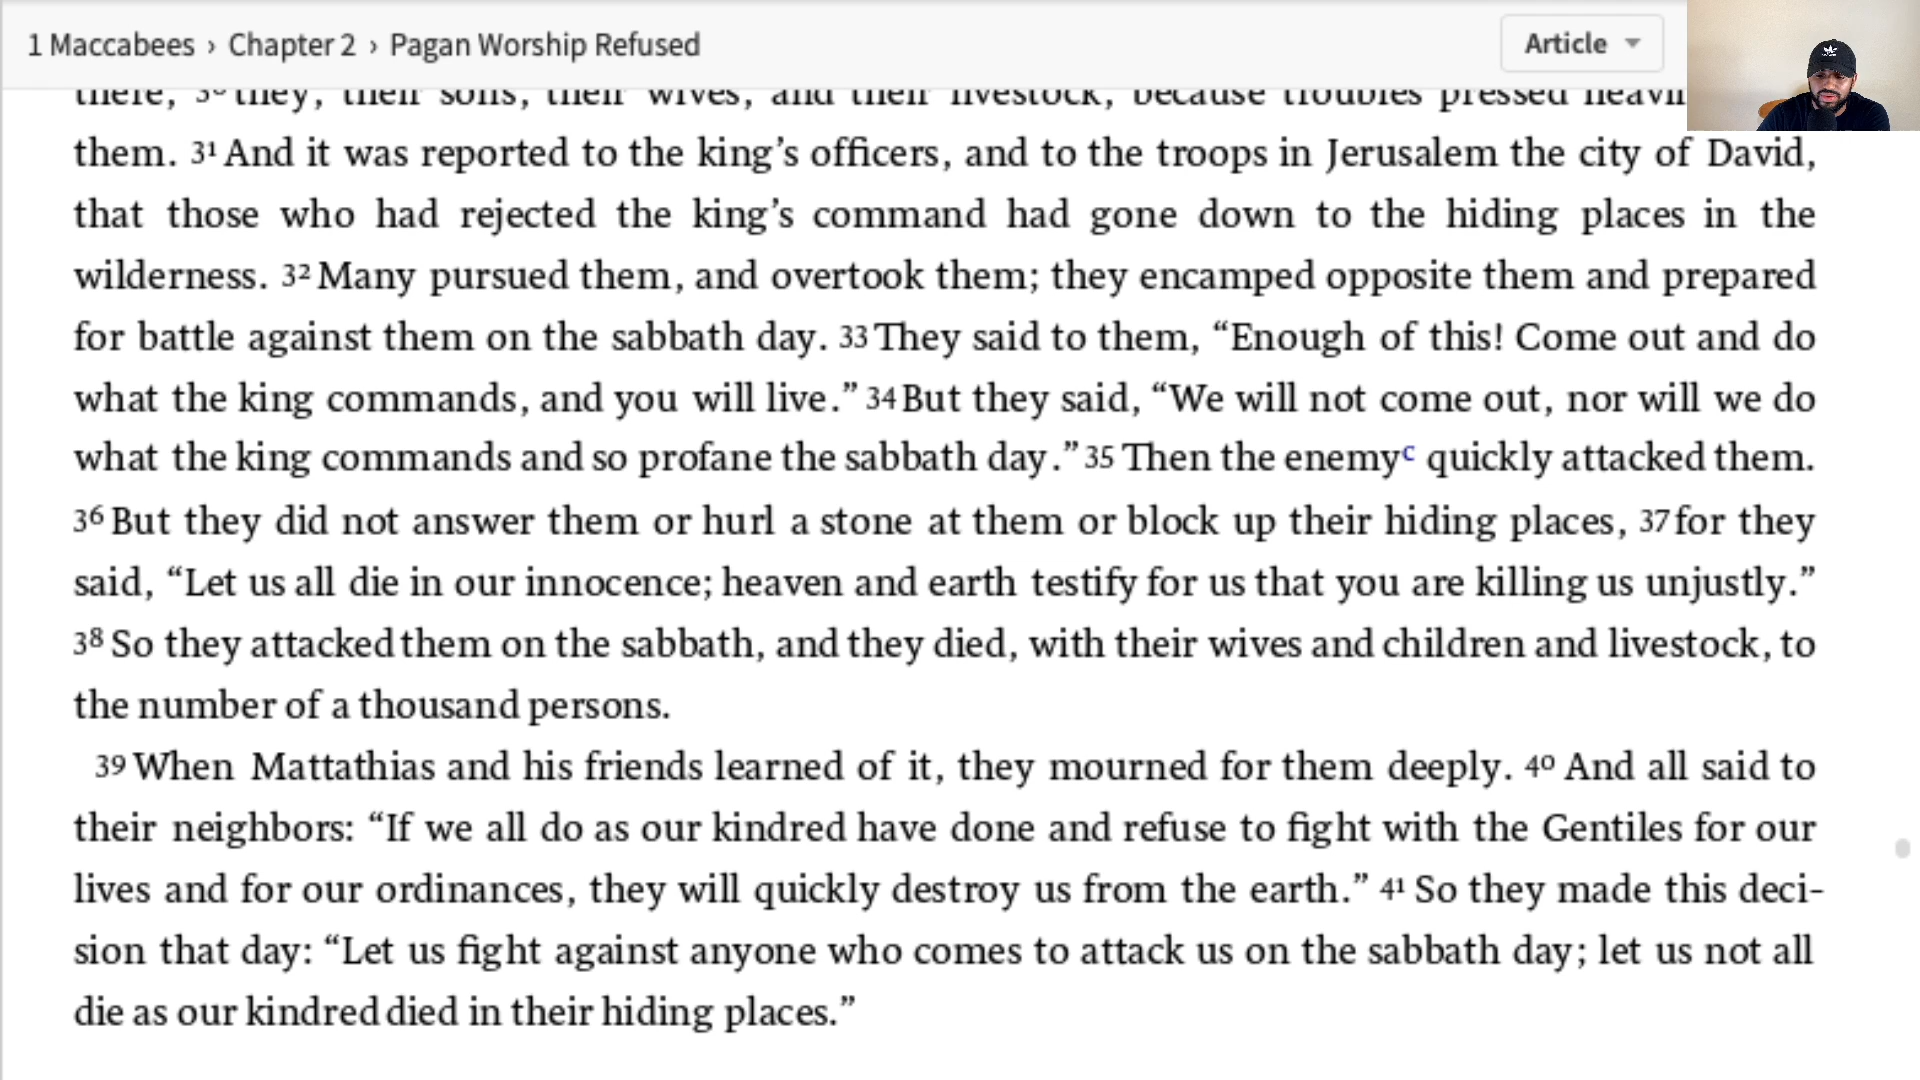 1 Maccabees › Chapter 2 › Pagan Worship Refused
Article
there, 30 they, their sons, their wives, and their livestock, because troubles pressed
them. 31 And it was reported to the king’s officers, and to the troops in Jerusalem the city of David,
that those who had rejected the king’s command had gone down to the hiding places in the
wilderness. 32 Many pursued them, and overtook them; they encamped opposite them and prepared
for battle against them on the sabbath day. 33 They said to them, “Enough of this! Come out and do
what the king commands, and you will live.” 34 But they said, “We will not come out, nor will we do
what the king commands and so profane the sabbath day.” 35 Then the enemyc quickly attacked them.
36 But they did not answer them or hurl a stone at them or block up their hiding places, 37 for they
said, “Let us all die in our innocence; heaven and earth testify for us that you are killing us unjustly.”
38 So they attacked them on the sabbath, and they died, with their wives and children and livestock, to
the number of a thousand persons.
39 When Mattathias and his friends learned of it, they mourned for them deeply. 40 And all said to
their neighbors: “If we all do as our kindred have done and refuse to fight with the Gentiles for our
lives and for our ordinances, they will quickly destroy us from the earth.” 41 So they made this deci-
sion that day: “Let us fight against anyone who comes to attack us on the sabbath day; let us not all
die as our kindred died in their hiding places.”